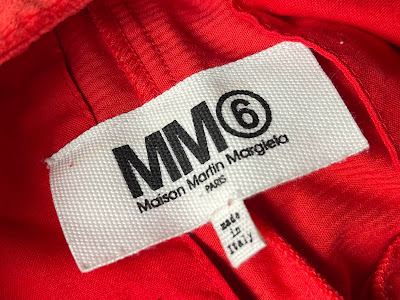 MM⑥
Maison Martin Margiela
- PARIS -
made
in
Italy